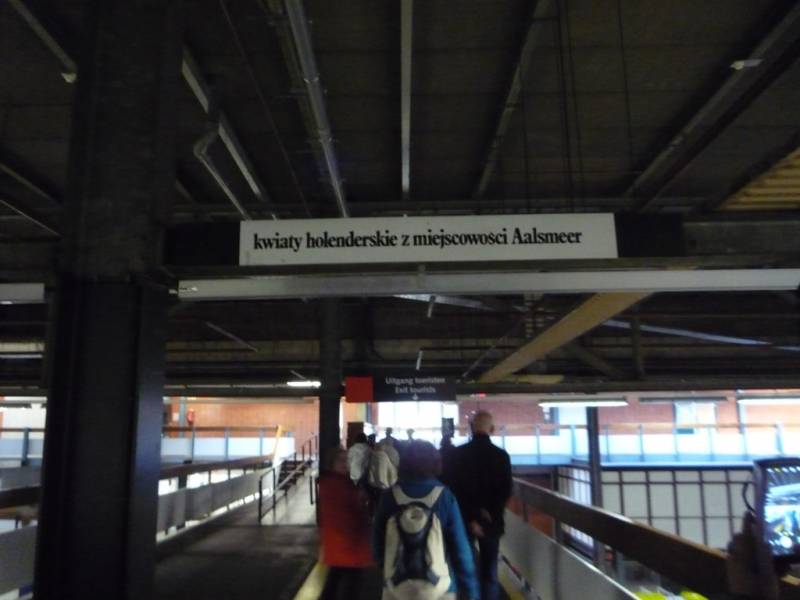 kwiaty holenderskie z miejscowości Aalsmeer
Uitgang toeristen
Exit tourists